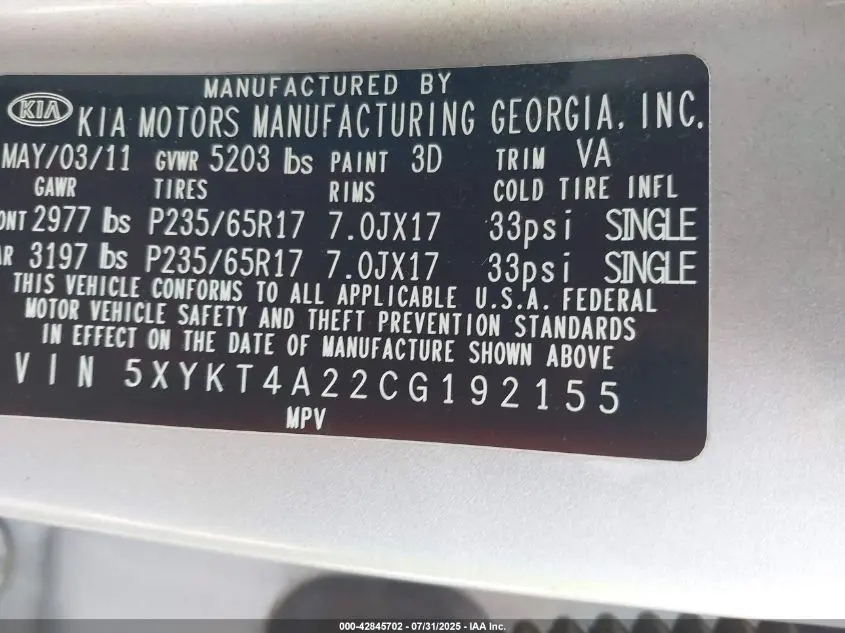 MANUFACTURED BY
KIA KIA MOTORS MANUFACTURING GEORGIA, INC.
MAY/03/11 GVWR 5203 lbs PAINT 3D TRIM VA
GAWR TIRES RIMS COLD TIRE INFL
ONT 2977 lbs P235/65R17 7.0JX17 33psi SINGLE
AR 3197 lbs P235/65R17 7.0JX17 33psi SINGLE
THIS VEHICLE CONFORMS TO ALL APPLICABLE U.S.A. FEDERAL
MOTOR VEHICLE SAFETY AND THEFT PREVENTION STANDARDS
IN EFFECT ON THE DATE OF MANUFACTURE SHOWN ABOVE
VIN 5XYKT4A22CG192155
MPV
000-42845702 - 07/31/2025 - IAA Inc.